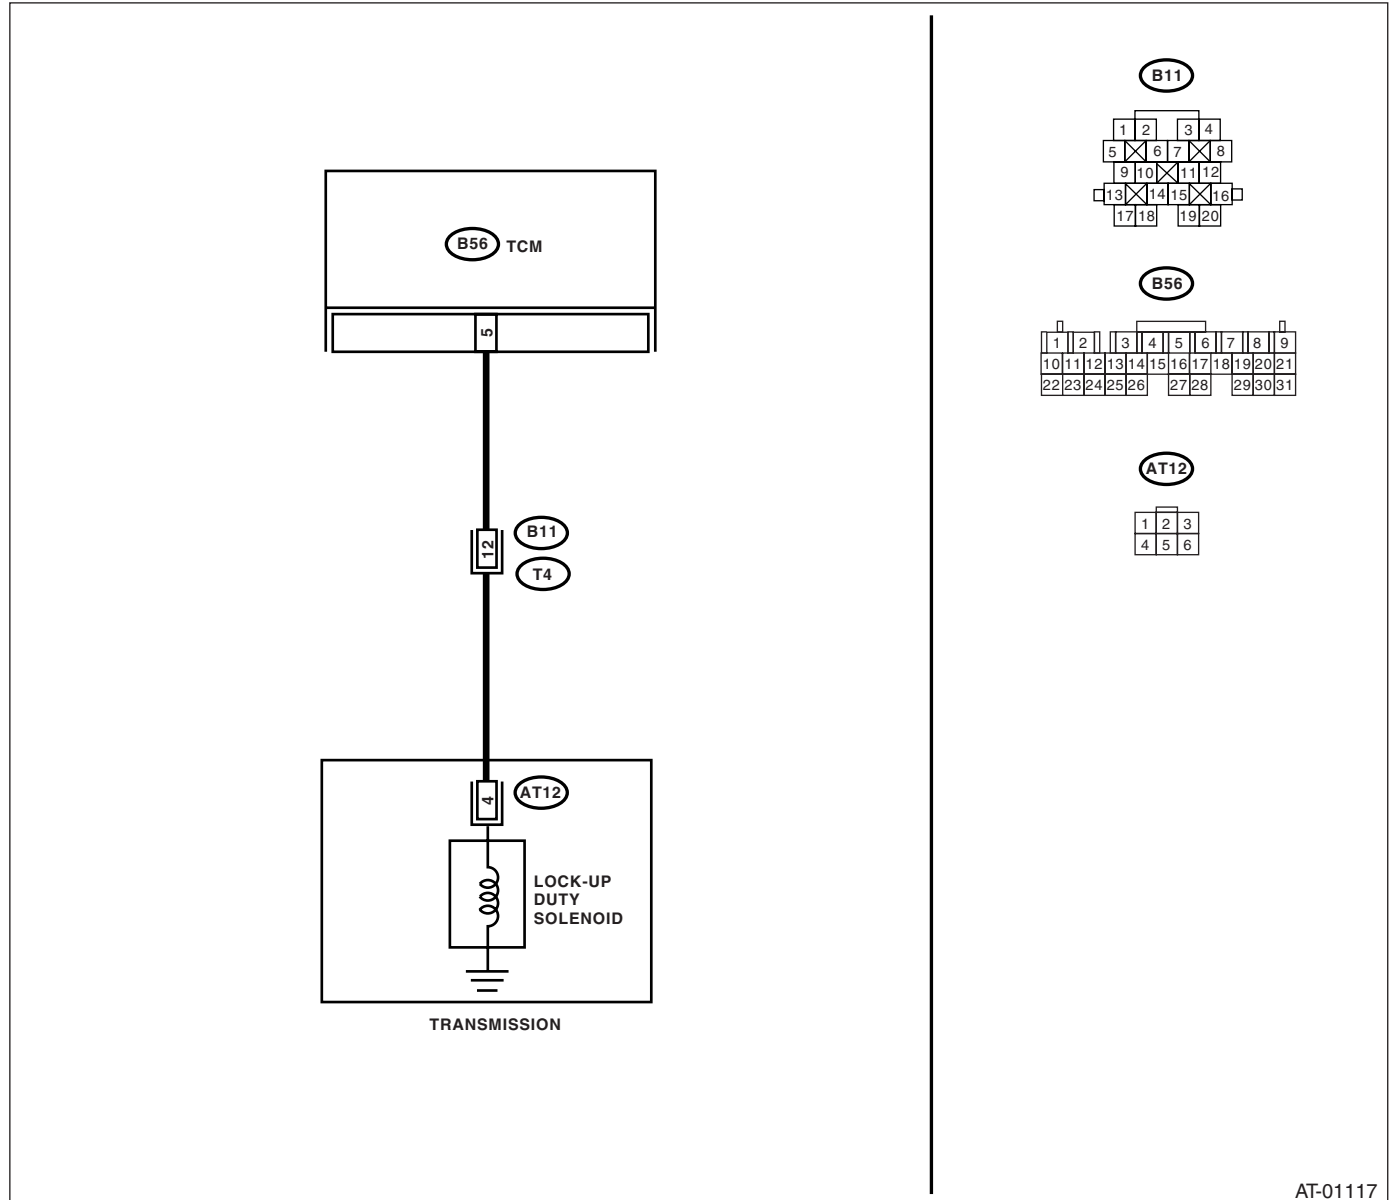 B56 TCM
5
12
B11
T4
4
AT12
LOCK-UP
DUTY
SOLENOID
TRANSMISSION
B11
1 2 3 4
5 6 7 8
9 10 11 12
13 14 15 16
17 18 19 20
B56
1 2 3 4 5 6 7 8 9
10 11 12 13 14 15 16 17 18 19 20 21
22 23 24 25 26 27 28 29 30 31
AT12
1 2 3
4 5 6
AT-01117